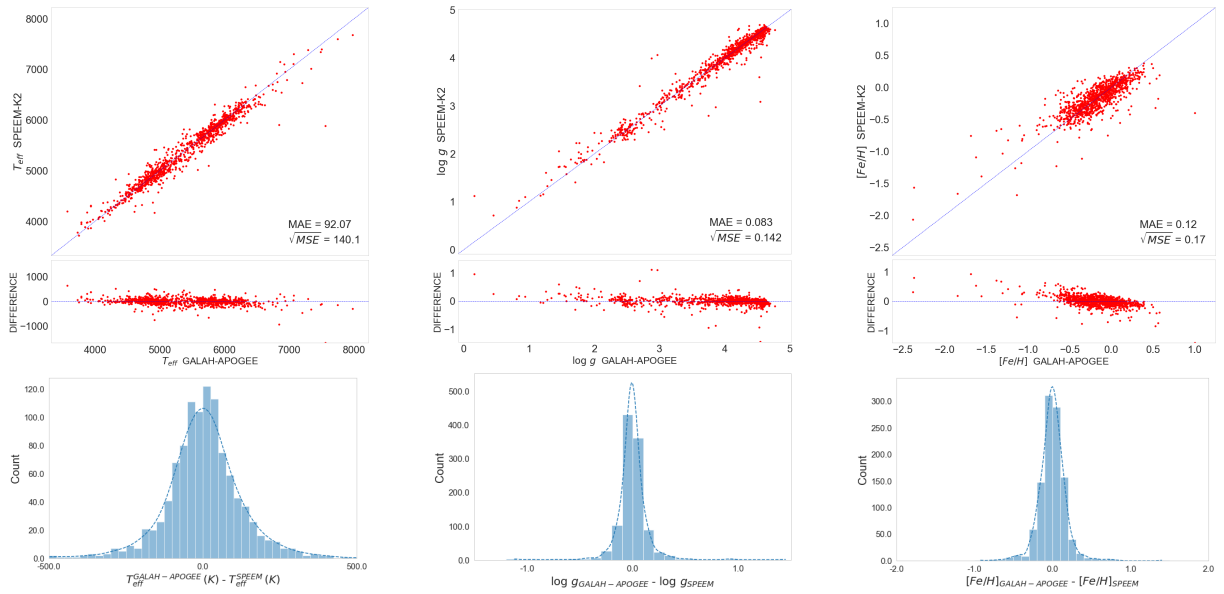 8000
7000
6000
5000
4000
T_eff SPEEM-K2
MAE = 92.07
√MSE = 140.1
1000
0
−1000
DIFFERENCE
4000 5000 6000 7000 8000
T_eff GALAH-APOGEE
5
4
3
2
1
0
log g SPEEM-K2
MAE = 0.083
√MSE = 0.142
1
0
−1
DIFFERENCE
0 1 2 3 4 5
log g GALAH-APOGEE
1.0
0.5
0.0
−0.5
−1.0
−1.5
−2.0
−2.5
[Fe/H] SPEEM-K2
MAE = 0.12
√MSE = 0.17
1
0
−1
DIFFERENCE
−2.5 −2.0 −1.5 −1.0 −0.5 0.0 0.5 1.0
[Fe/H] GALAH-APOGEE
120.0
100.0
80.0
60.0
40.0
20.0
0.0
Count
-500.0 0.0 500.0
T_eff^GALAH−APOGEE (K) - T_eff^SPEEM (K)
500.0
400.0
300.0
200.0
100.0
0.0
Count
-1.0 0.0 1.0
log g_GALAH−APOGEE - log g_SPEEM
300.0
250.0
200.0
150.0
100.0
50.0
0.0
Count
-2.0 -1.0 0.0 1.0 2.0
[Fe/H]_GALAH−APOGEE - [Fe/H]_SPEEM